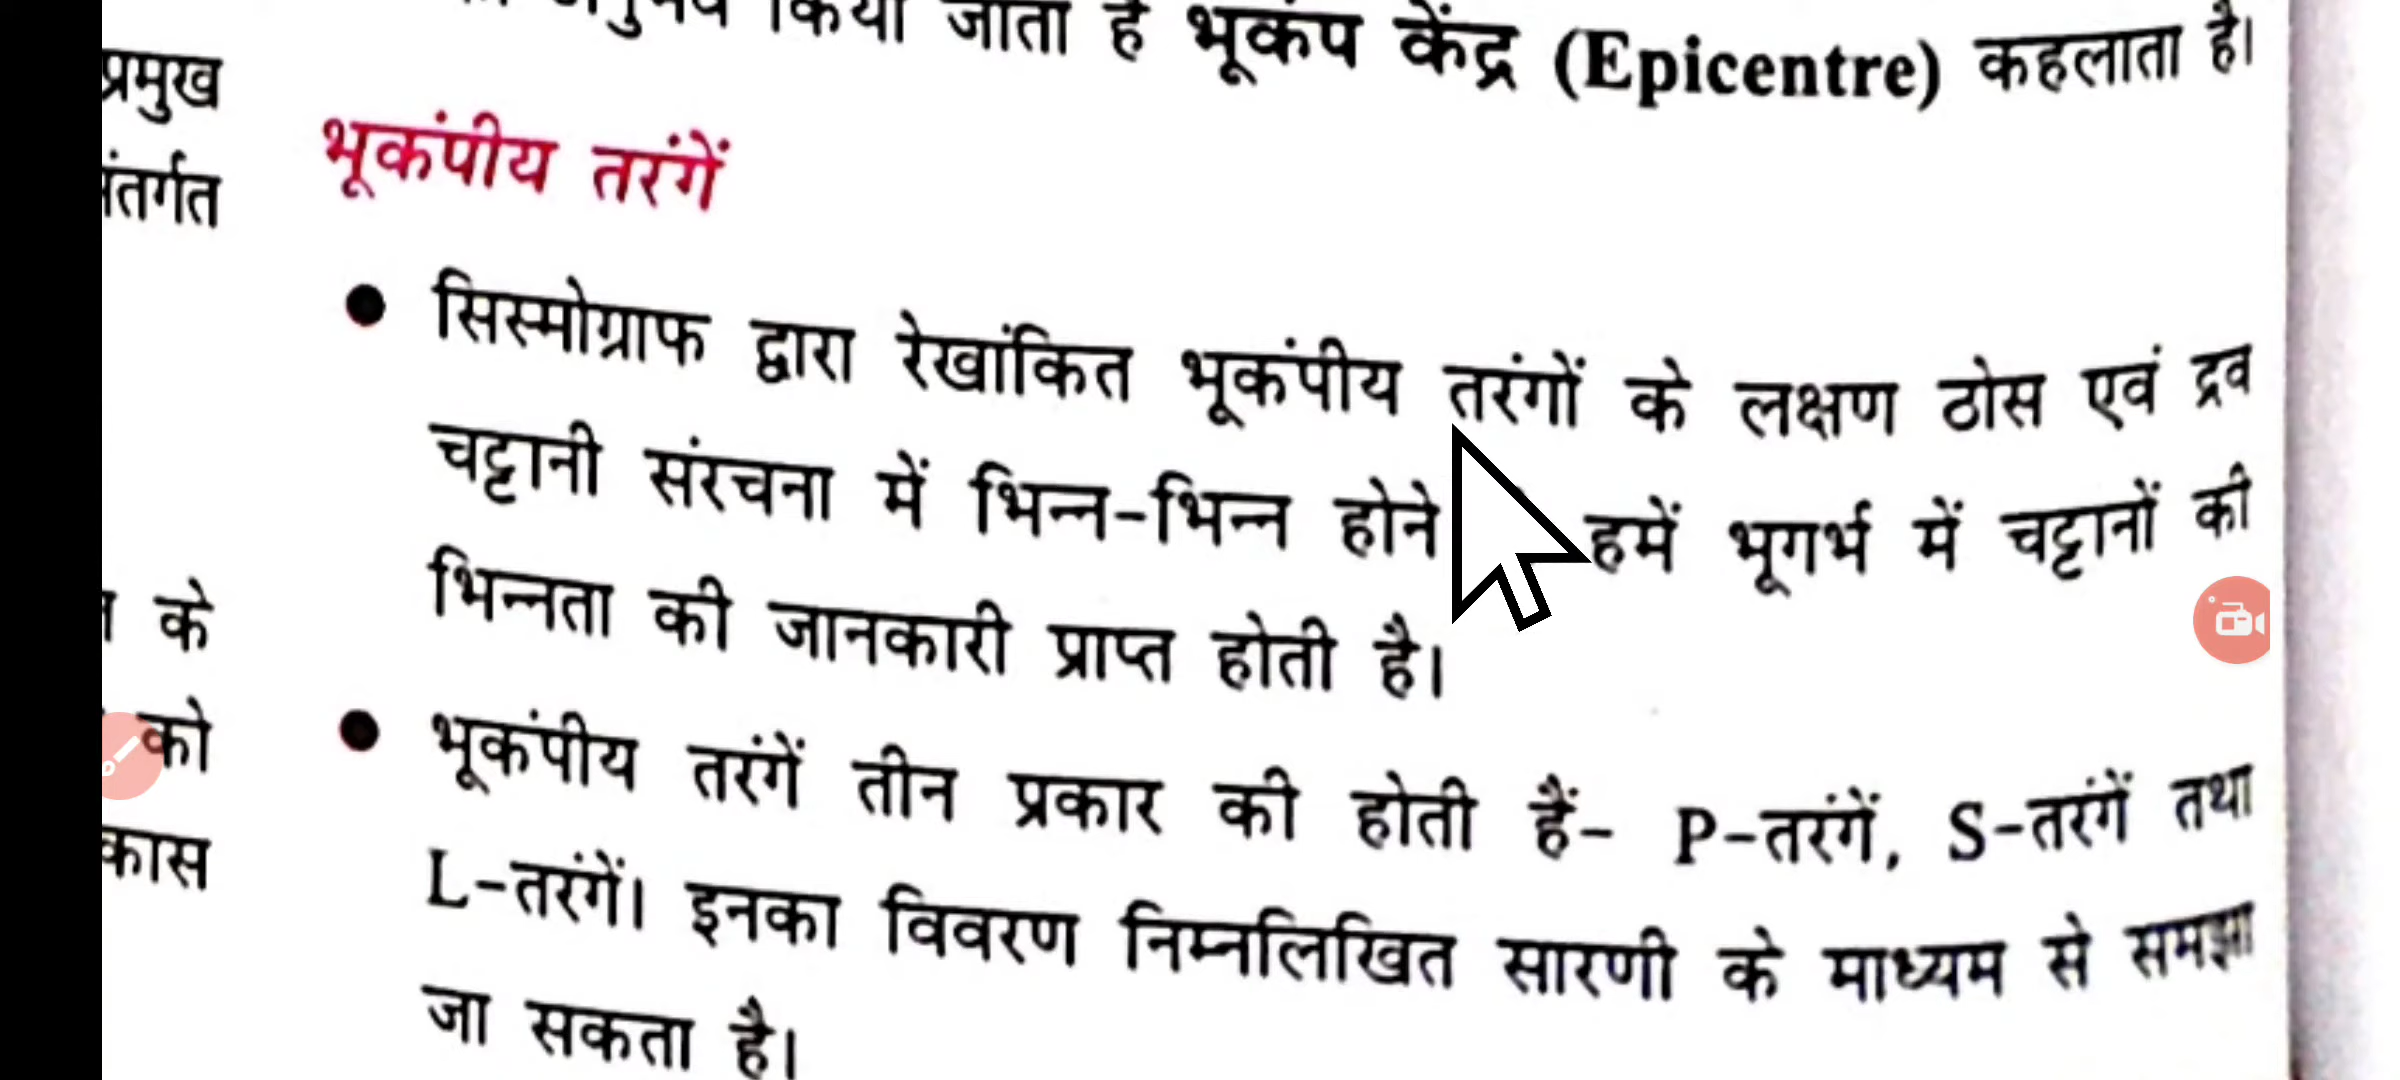 प्रमुख
तर्गत
के
को
कास
किया जाता है भूकंप केंद्र (Epicentre) कहलाता है।
भूकंपीय तरंगें
● सिस्मोग्राफ द्वारा रेखांकित भूकंपीय तरंगों के लक्षण ठोस एवं द्रव
चट्टानी संरचना में भिन्न-भिन्न होने हमें भूगर्भ में चट्टानों की
भिन्नता की जानकारी प्राप्त होती है।
● भूकंपीय तरंगें तीन प्रकार की होती हैं- P-तरंगें, S-तरंगें तथा
L-तरंगें। इनका विवरण निम्नलिखित सारणी के माध्यम से समझा
जा सकता है।